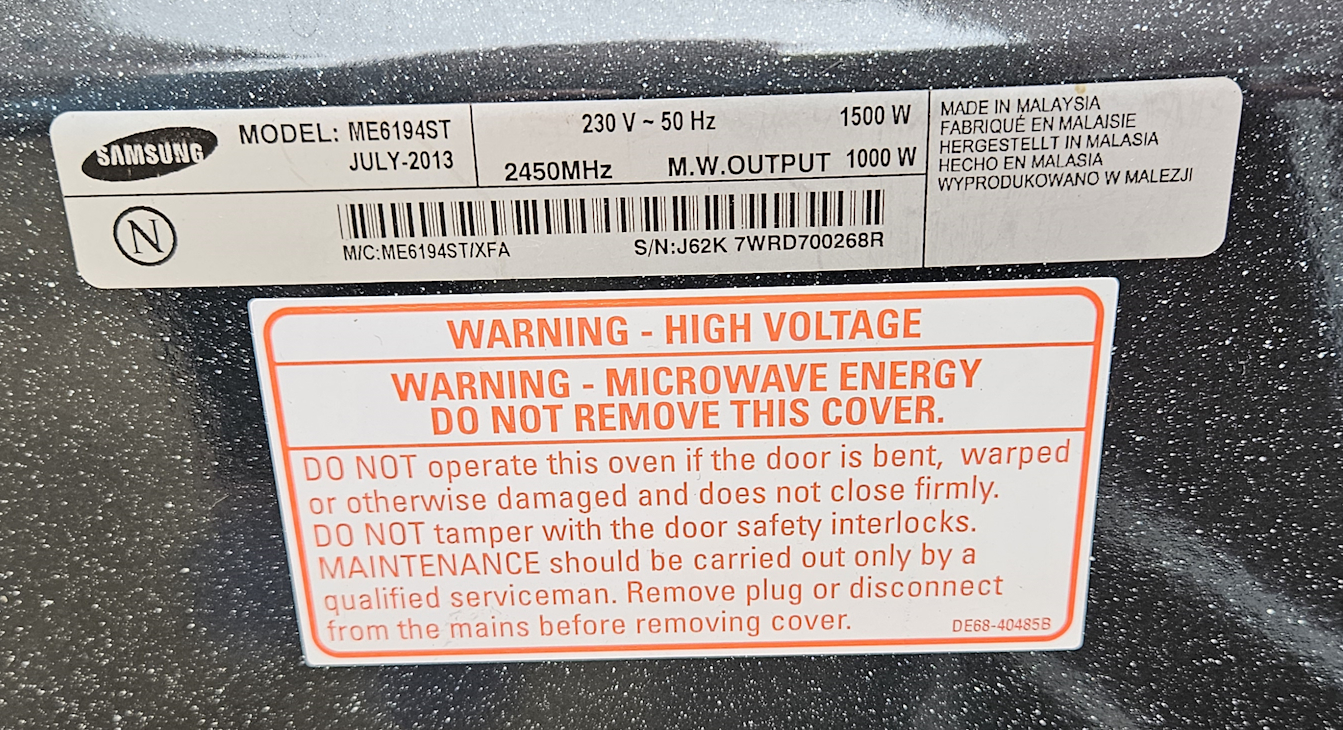 SAMSUNG
MODEL: ME6194ST
JULY-2013
230 V ~ 50 Hz 1500 W
2450MHz M.W.OUTPUT 1000 W
MADE IN MALAYSIA
FABRIQUÉ EN MALAISIE
HERGESTELLT IN MALASIA
HECHO EN MALASIA
WYPRODUKOWANO W MALEZJI
N
M/C:ME6194ST/XFA S/N:J62K 7WRD700268R
WARNING - HIGH VOLTAGE
WARNING - MICROWAVE ENERGY
DO NOT REMOVE THIS COVER.
DO NOT operate this oven if the door is bent, warped
or otherwise damaged and does not close firmly.
DO NOT tamper with the door safety interlocks.
MAINTENANCE should be carried out only by a
qualified serviceman. Remove plug or disconnect
from the mains before removing cover.
DE68-40485B